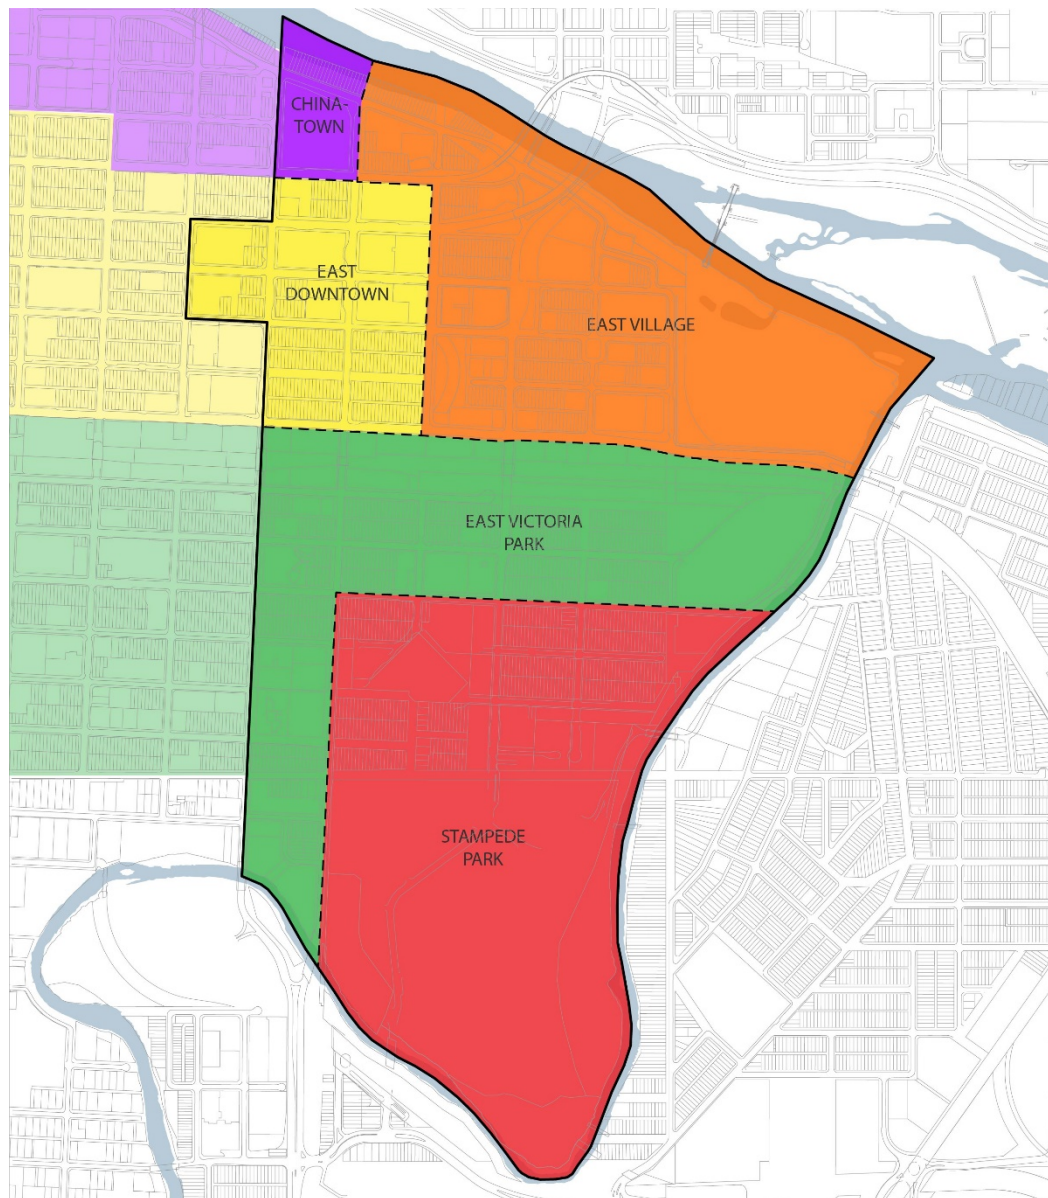 CHINA-
TOWN
EAST
DOWNTOWN
EAST VILLAGE
EAST VICTORIA
PARK
STAMPEDE
PARK